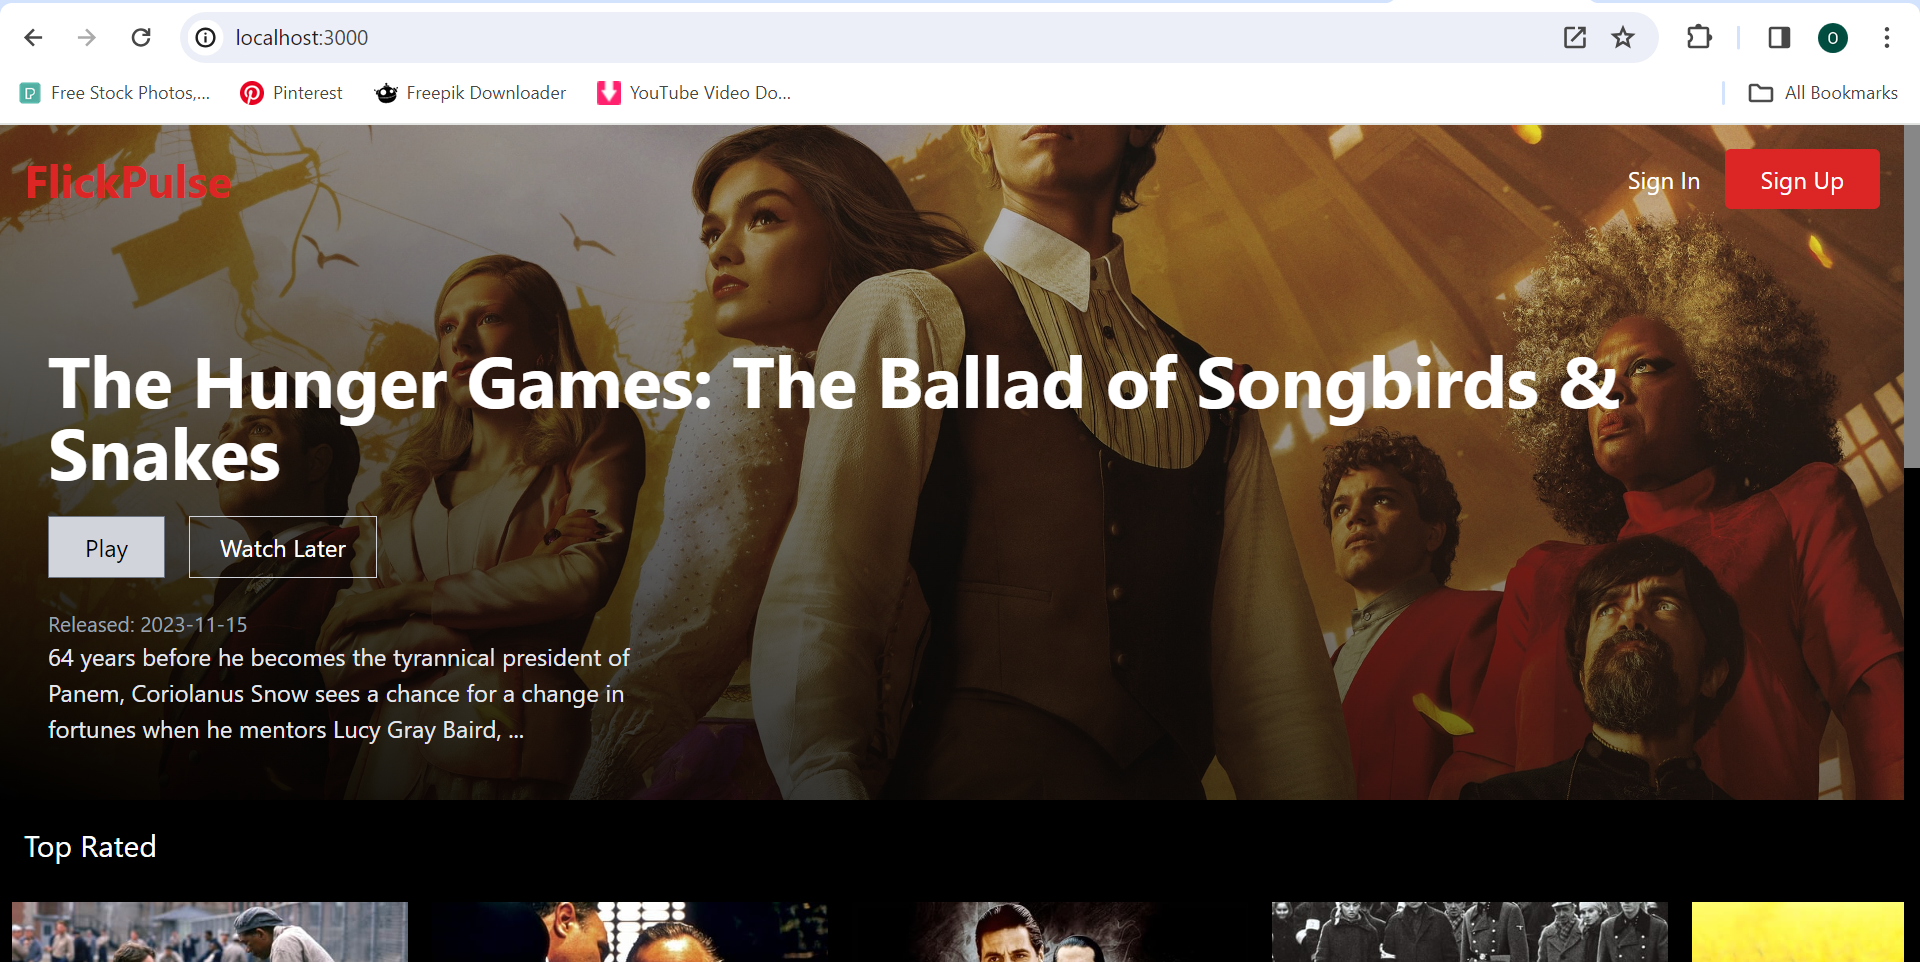 localhost:3000
O
Free Stock Photos,...
Pinterest
Freepik Downloader
YouTube Video Do...
All Bookmarks
FlickPulse
Sign In
Sign Up
The Hunger Games: The Ballad of Songbirds &
Snakes
Play
Watch Later
Released: 2023-11-15
64 years before he becomes the tyrannical president of
Panem, Coriolanus Snow sees a chance for a change in
fortunes when he mentors Lucy Gray Baird, ...
Top Rated